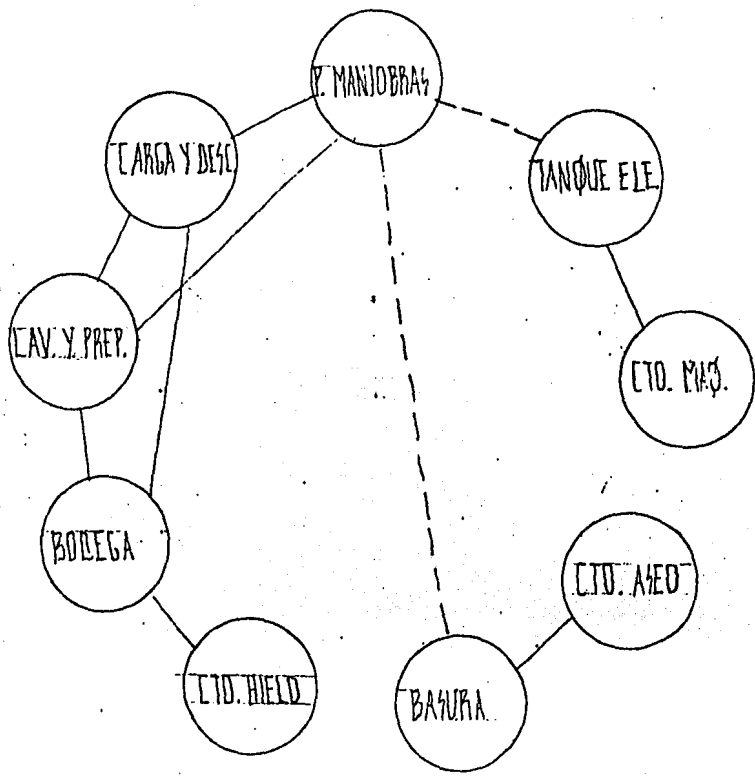 P. MANIOBRAS
CARGA Y DESC
TANQUE ELE.
LAV. Y. PREP.
CTO. MAQ.
BODEGA
CTO. ASEO
CTO. HIELO
BASURA